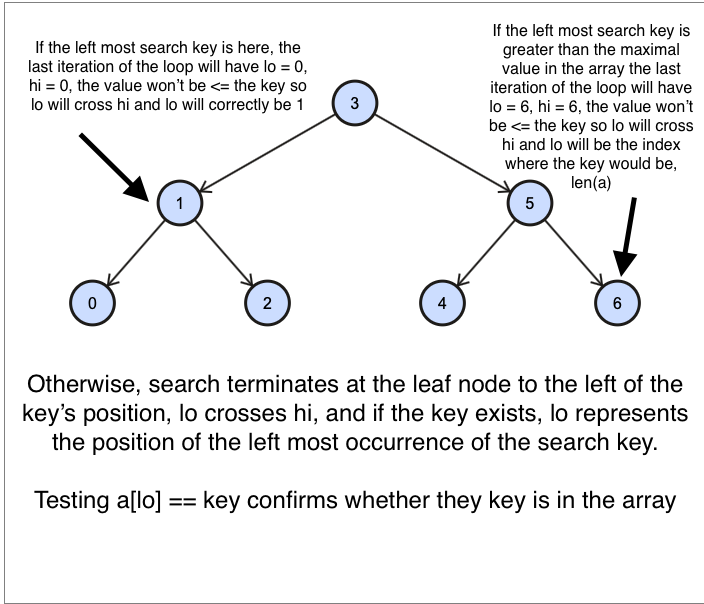 If the left most search key is here, the
last iteration of the loop will have lo = 0,
hi = 0, the value won't be <= the key so
lo will cross hi and lo will correctly be 1
If the left most search key is
greater than the maximal
value in the array the last
iteration of the loop will have
lo = 6, hi = 6, the value won't
be <= the key so lo will cross
hi and lo will be the index
where the key would be,
len(a)
3
1
5
0
2
4
6
Otherwise, search terminates at the leaf node to the left of the
key's position, lo crosses hi, and if the key exists, lo represents
the position of the left most occurrence of the search key.
Testing a[lo] == key confirms whether they key is in the array